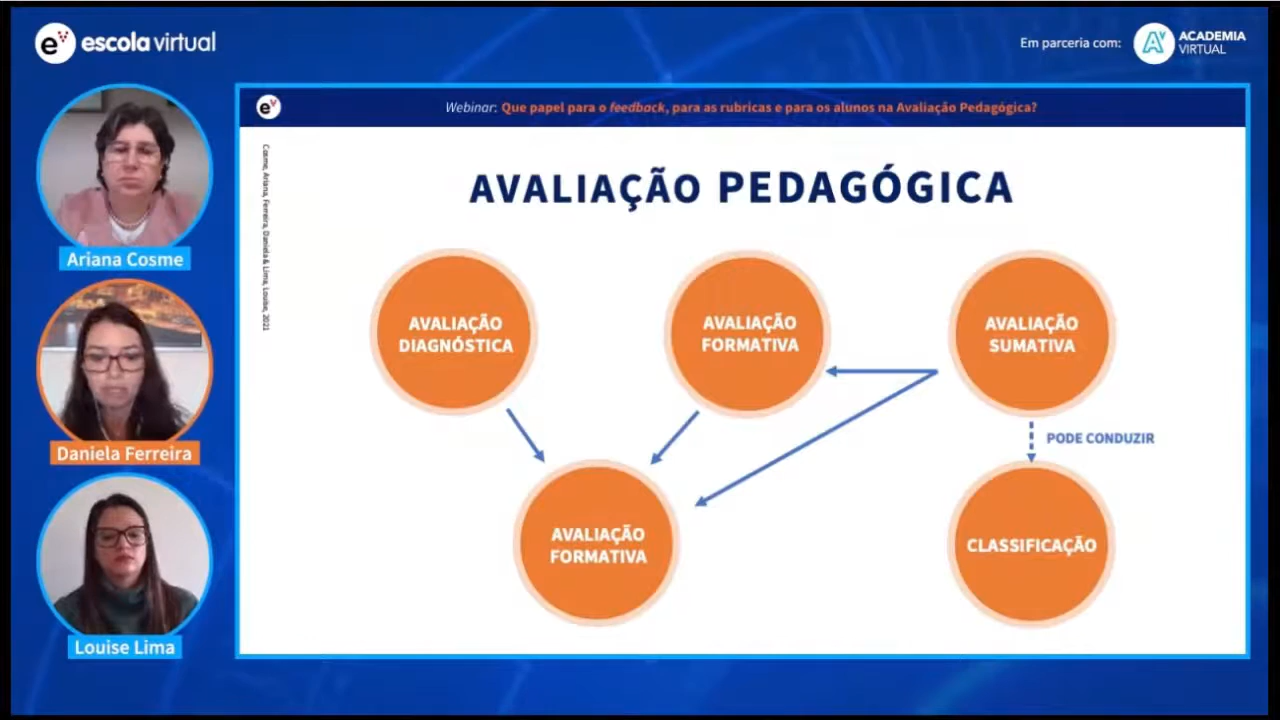 escola virtual
Em parceria com:
ACADEMIA
VIRTUAL
Ariana Cosme
Daniela Ferreira
Louise Lima
Webinar: Que papel para o feedback, para as rubricas e para os alunos na Avaliação Pedagógica?
Cosme, Ariana, Ferreira, Daniela & Lima, Louise, 2021
AVALIAÇÃO PEDAGÓGICA
AVALIAÇÃO
DIAGNÓSTICA
AVALIAÇÃO
FORMATIVA
AVALIAÇÃO
SUMATIVA
PODE CONDUZIR
AVALIAÇÃO
FORMATIVA
CLASSIFICAÇÃO